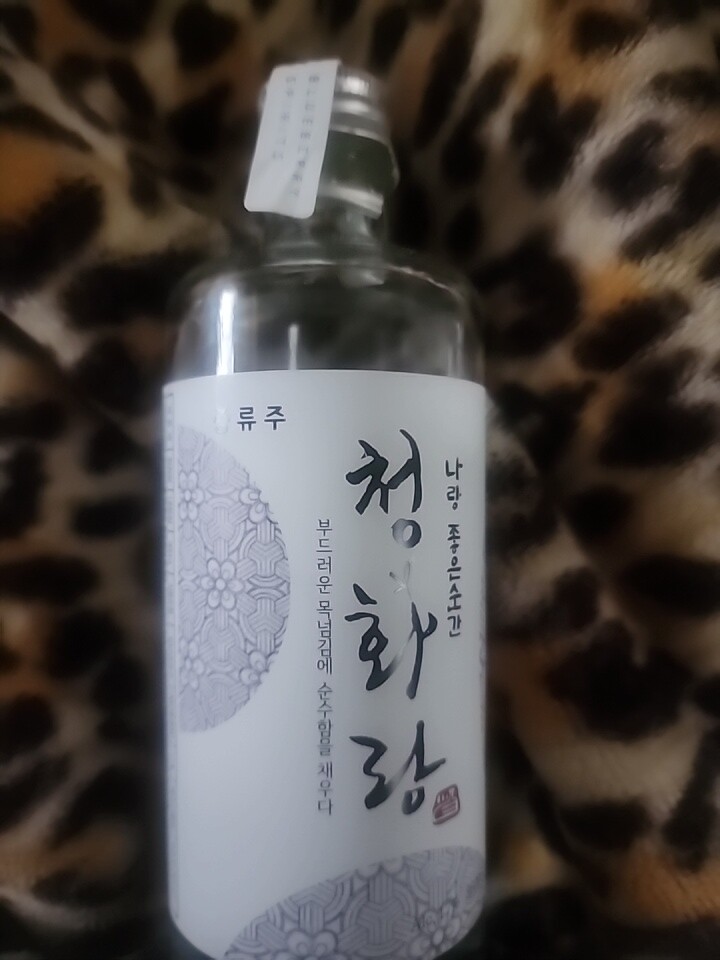 류주
나랑 좋은순간
청화랑
부드러운 목넘김에 순수함을 채우다